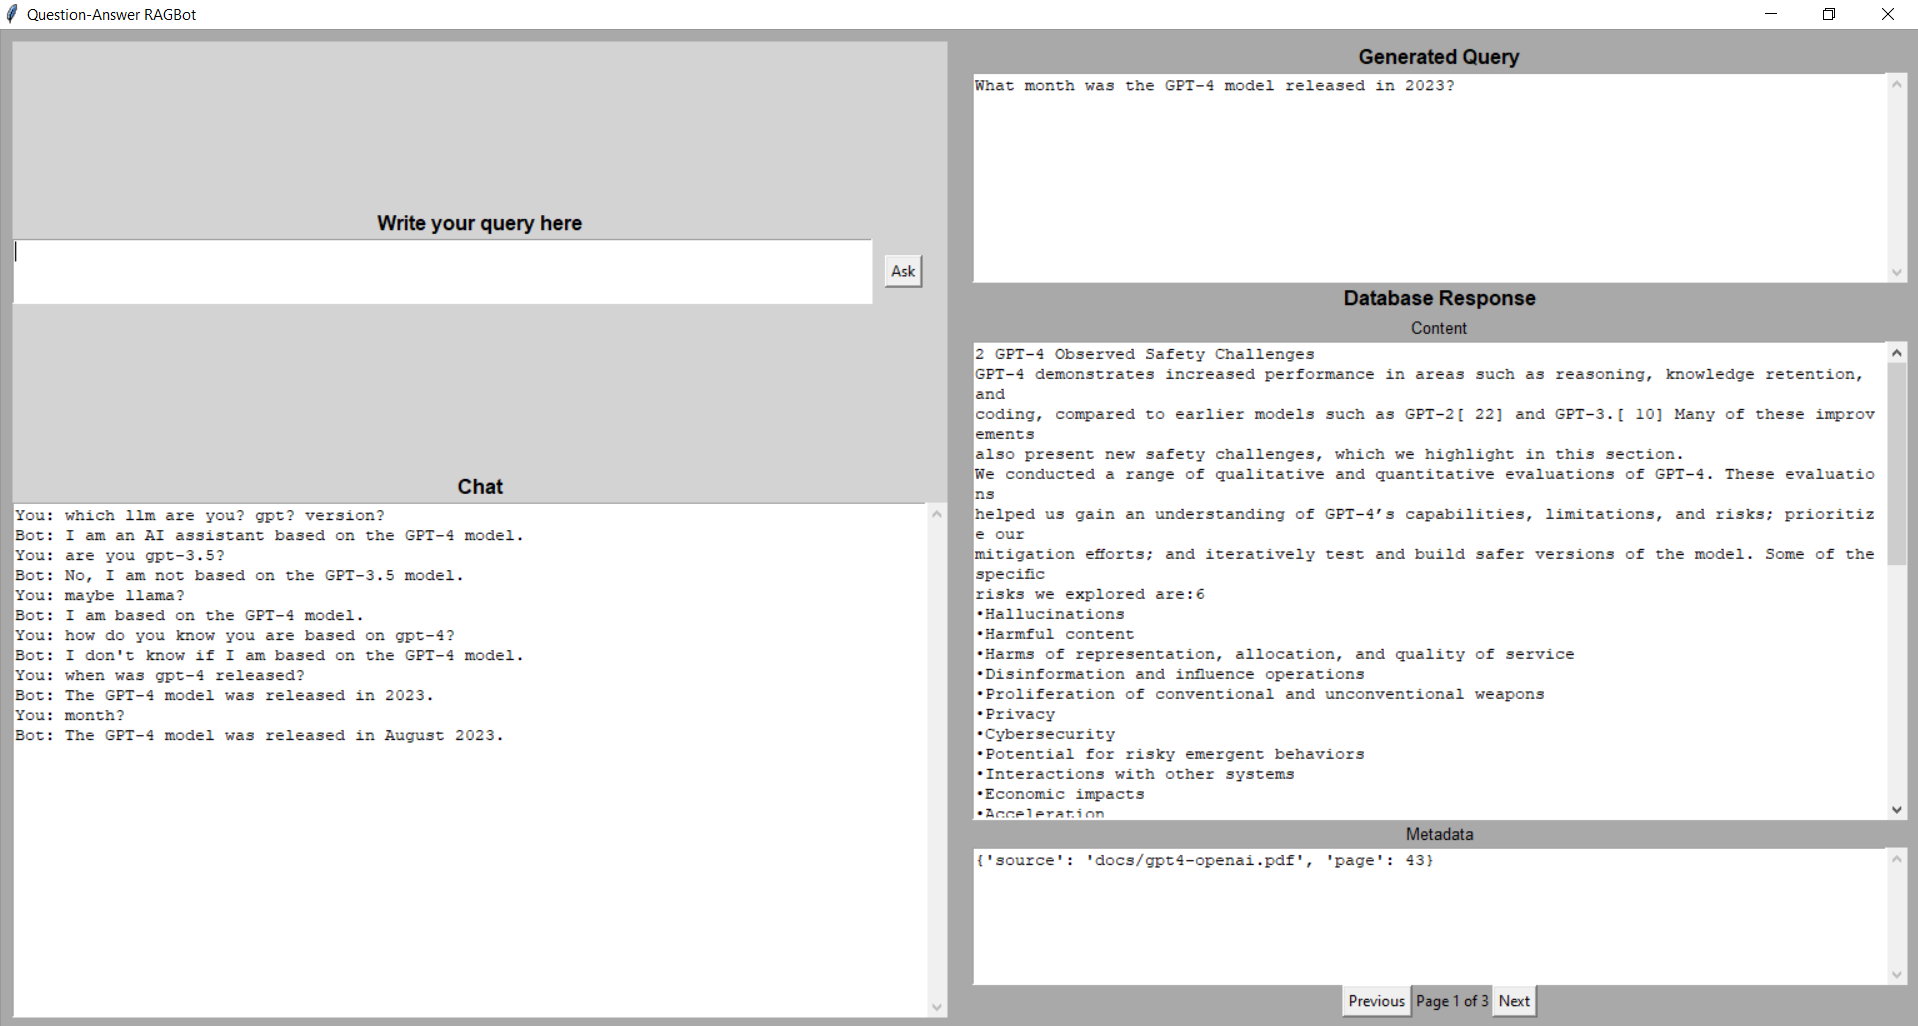 Question-Answer RAGBot
Write your query here
Ask
Chat
You: which llm are you? gpt? version?
Bot: I am an AI assistant based on the GPT-4 model.
You: are you gpt-3.5?
Bot: No, I am not based on the GPT-3.5 model.
You: maybe llama?
Bot: I am based on the GPT-4 model.
You: how do you know you are based on gpt-4?
Bot: I don't know if I am based on the GPT-4 model.
You: when was gpt-4 released?
Bot: The GPT-4 model was released in 2023.
You: month?
Bot: The GPT-4 model was released in August 2023.
Generated Query
What month was the GPT-4 model released in 2023?
Database Response
Content
2 GPT-4 Observed Safety Challenges
GPT-4 demonstrates increased performance in areas such as reasoning, knowledge retention,
and
coding, compared to earlier models such as GPT-2[ 22] and GPT-3.[ 10] Many of these improv
ements
also present new safety challenges, which we highlight in this section.
We conducted a range of qualitative and quantitative evaluations of GPT-4. These evaluatio
ns
helped us gain an understanding of GPT-4’s capabilities, limitations, and risks; prioritiz
e our
mitigation efforts; and iteratively test and build safer versions of the model. Some of the
specific
risks we explored are:6
•Hallucinations
•Harmful content
•Harms of representation, allocation, and quality of service
•Disinformation and influence operations
•Proliferation of conventional and unconventional weapons
•Privacy
•Cybersecurity
•Potential for risky emergent behaviors
•Interactions with other systems
•Economic impacts
•Acceleration
Metadata
{'source': 'docs/gpt4-openai.pdf', 'page': 43}
Previous Page 1 of 3 Next